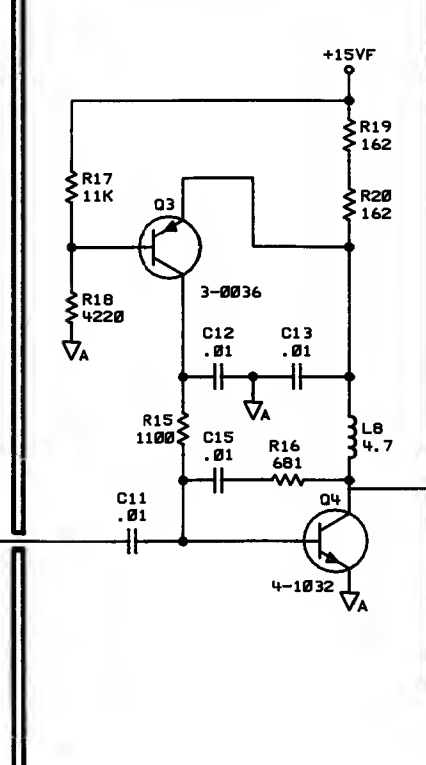 +15VF
R19
162
R17
11K
R20
162
Q3
R18
4220
A
3-0036
C12
.01
C13
.01
A
R15
1100
L8
4.7
C15
.01
R16
681
C11
.01
Q4
4-1032
A